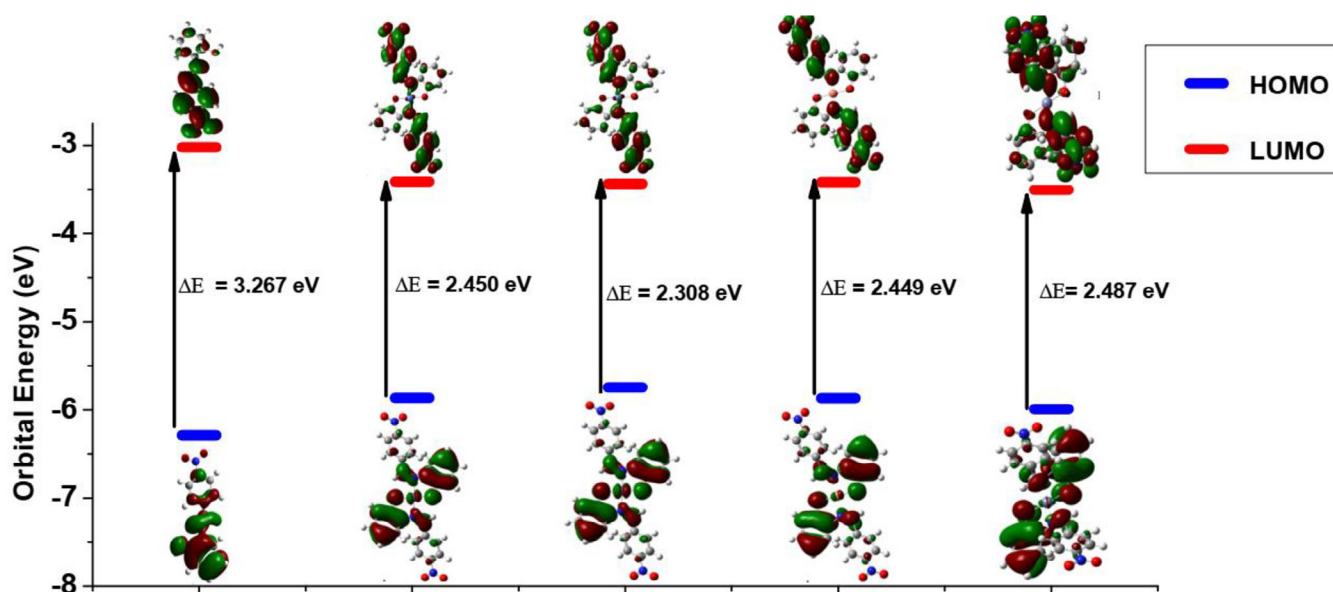 HOMO
LUMO
Orbital Energy (eV)
-3
-4
-5
-6
-7
-8
ΔE = 3.267 eV
ΔE = 2.450 eV
ΔE = 2.308 eV
ΔE = 2.449 eV
ΔE= 2.487 eV